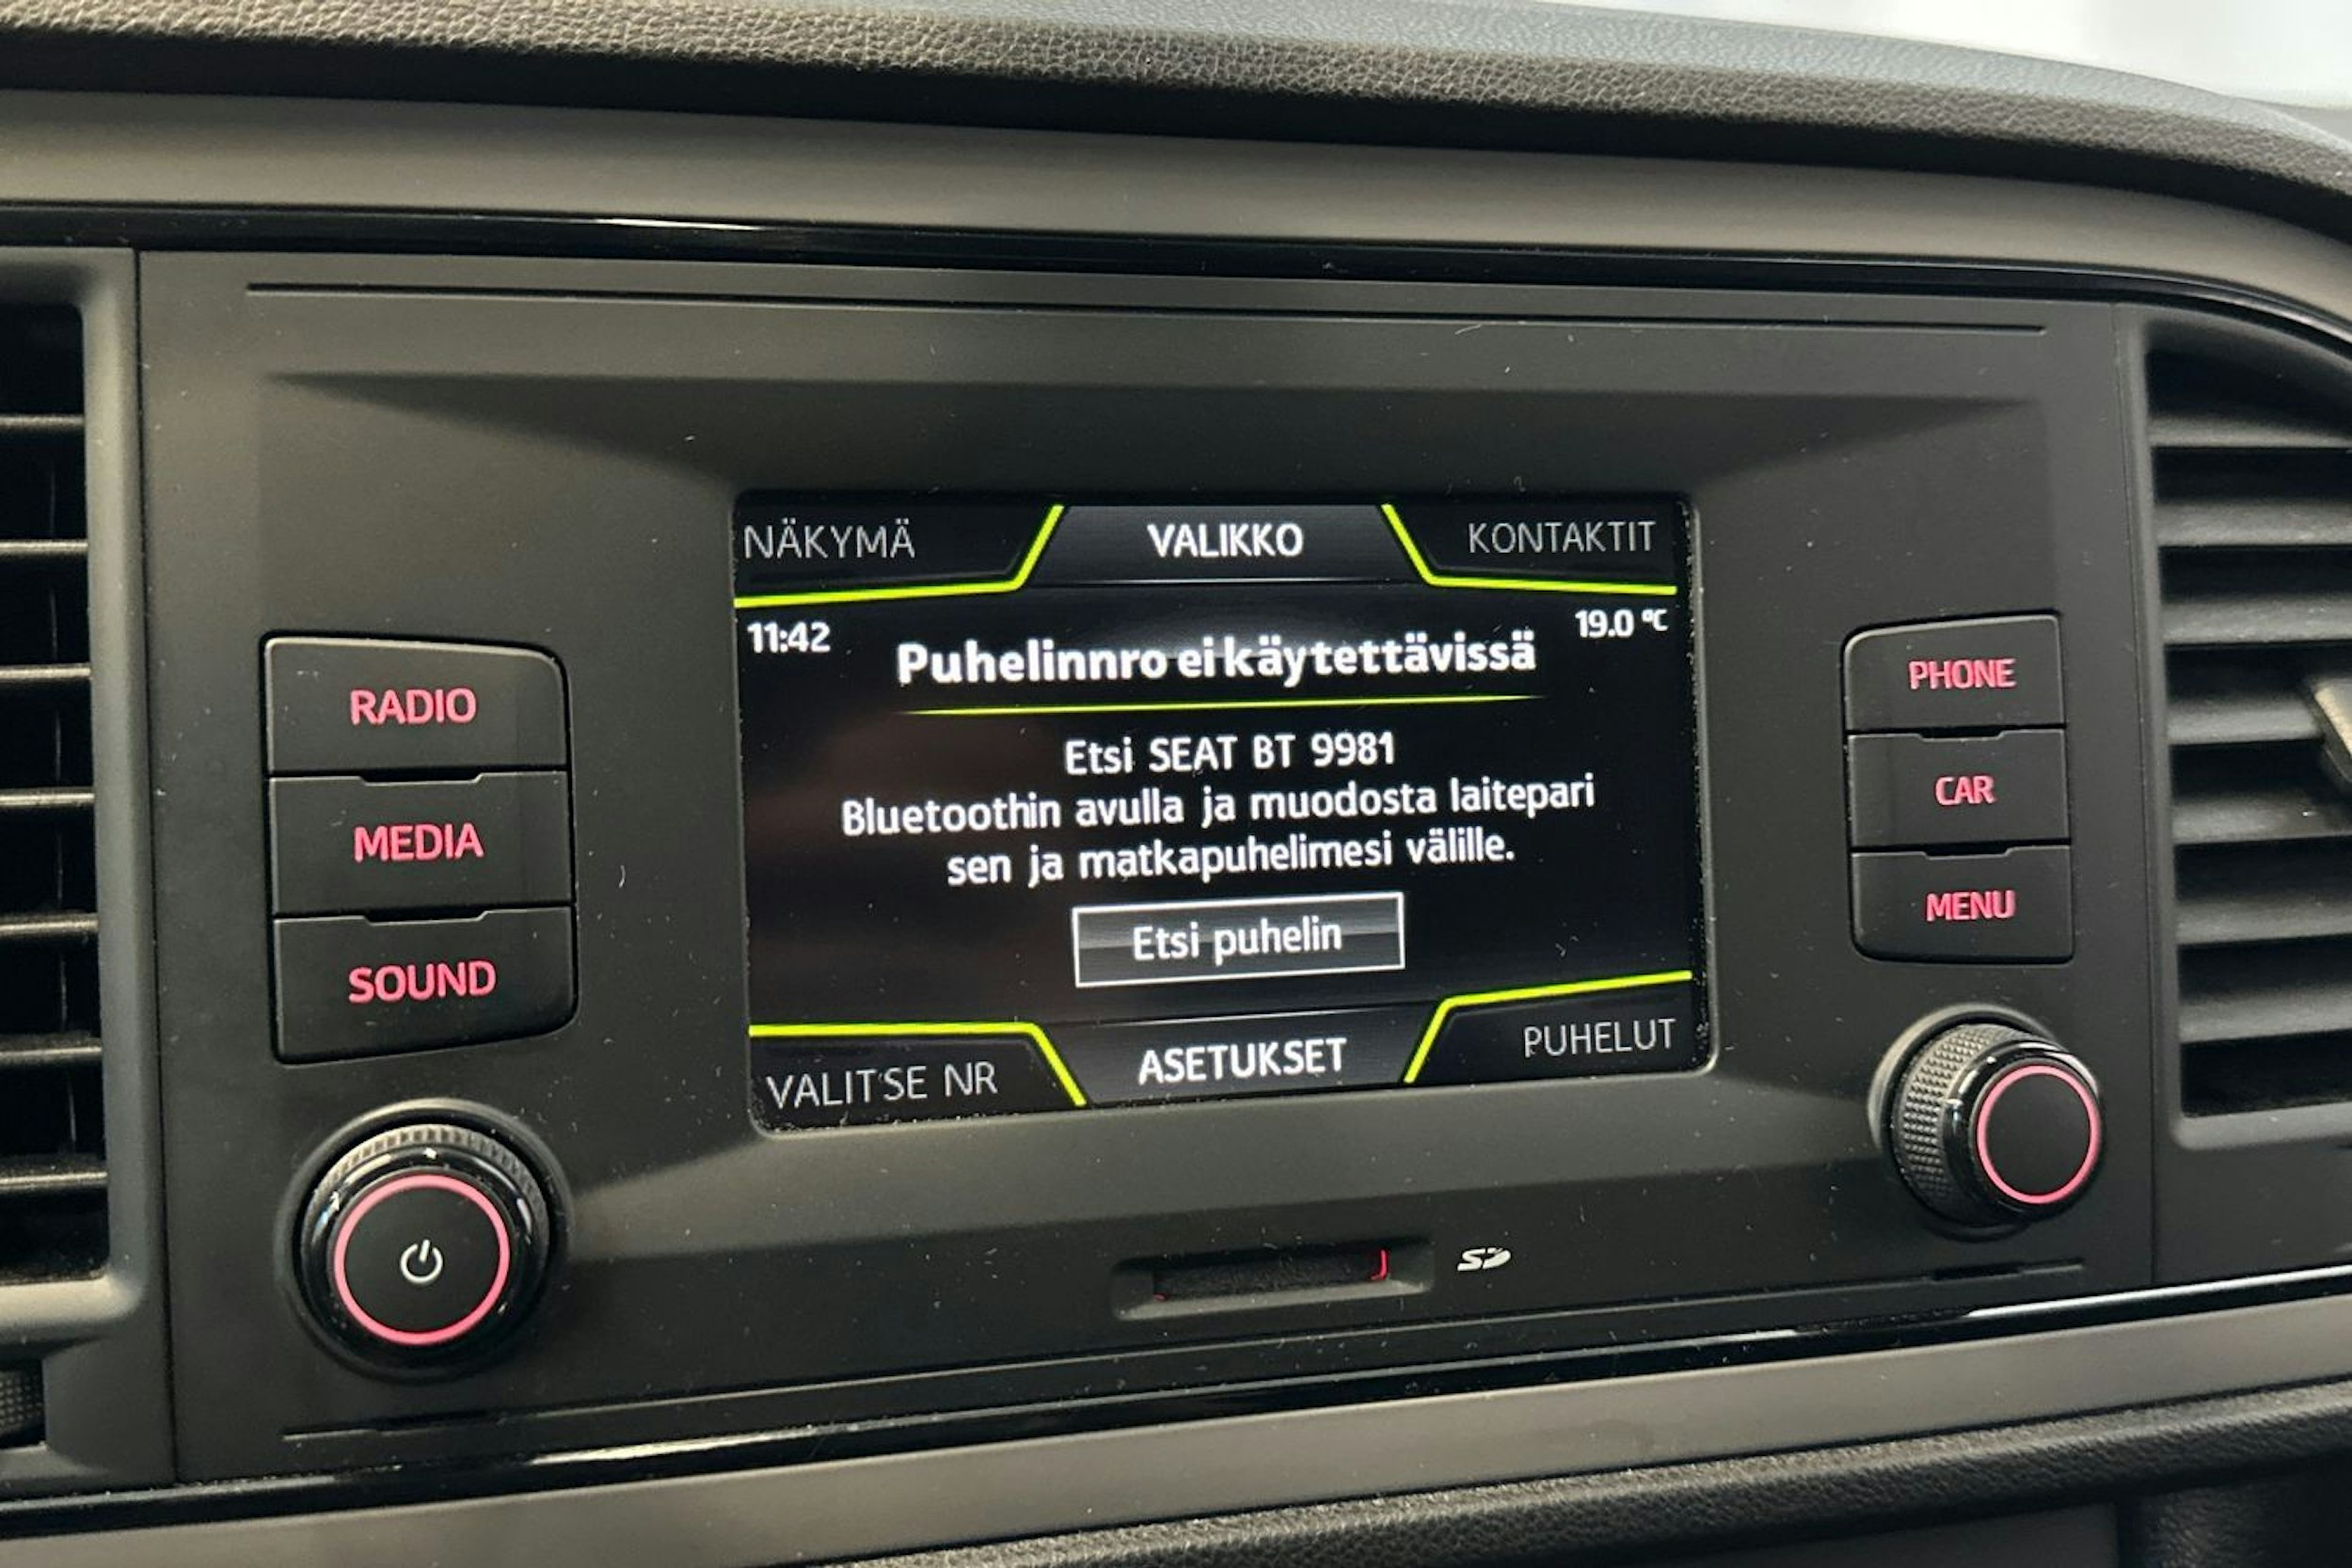 NÄKYMÄ VALIKKO KONTAKTIT
11:42 19.0 °C
Puhelinnro ei käytettävissä
Etsi SEAT BT 9981
Bluetoothin avulla ja muodosta laitepari
sen ja matkapuhelimesi välille.
Etsi puhelin
VALITSE NR ASETUKSET PUHELUT
RADIO
MEDIA
SOUND
PHONE
CAR
MENU
SD